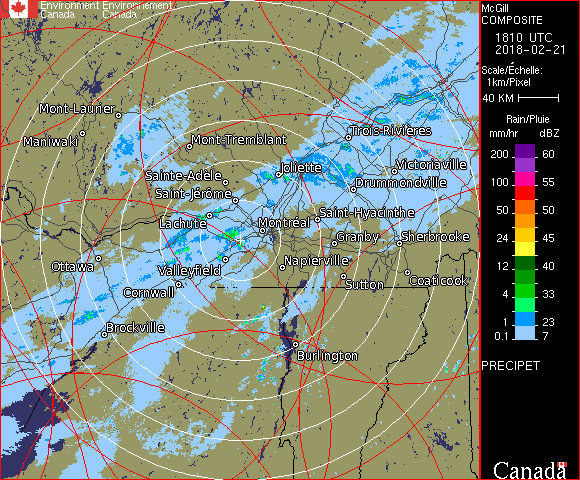 Environment Environnement
Canada Canada
Mont-Laurier
Maniwaki
Mont-Tremblant
Trois-Rivières
Joliette
Victoriaville
Sainte-Adèle
Drummondville
Saint-Jérôme
Lachute
Saint-Hyacinthe
Montréal
Granby
Sherbrooke
Ottawa
Valleyfield
Napierville
Cornwall
Sutton
Coaticook
Brockville
Burlington
McGill
COMPOSITE
1810 UTC
2018-02-21
Scale/Échelle:
1km/Pixel
40 KM
Rain/Pluie
mm/hr dBZ
200 60
100 55
50 50
24 45
12 40
4 33
1 23
0.1 7
PRECIPET
Canada